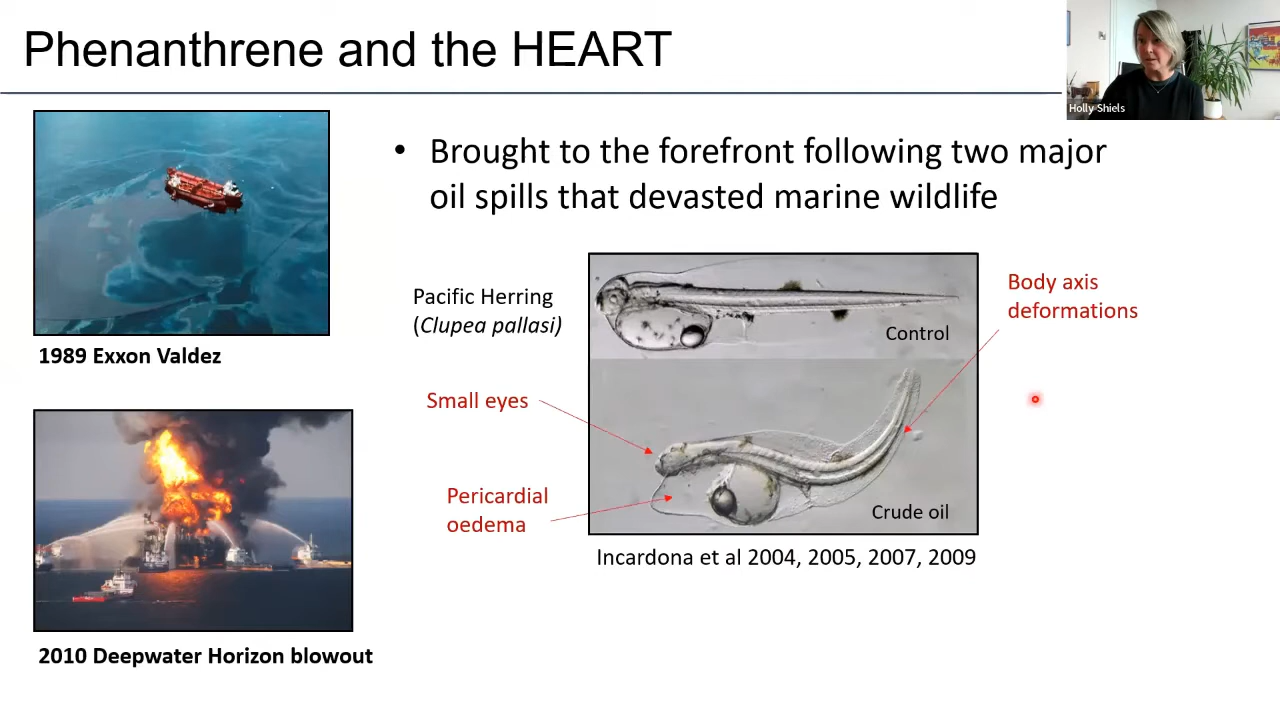 Phenanthrene and the HEART
Holly Shiels
• Brought to the forefront following two major
oil spills that devasted marine wildlife
1989 Exxon Valdez
2010 Deepwater Horizon blowout
Pacific Herring
(Clupea pallasi)
Control
Body axis
deformations
Small eyes
Pericardial
oedema
Crude oil
Incardona et al 2004, 2005, 2007, 2009